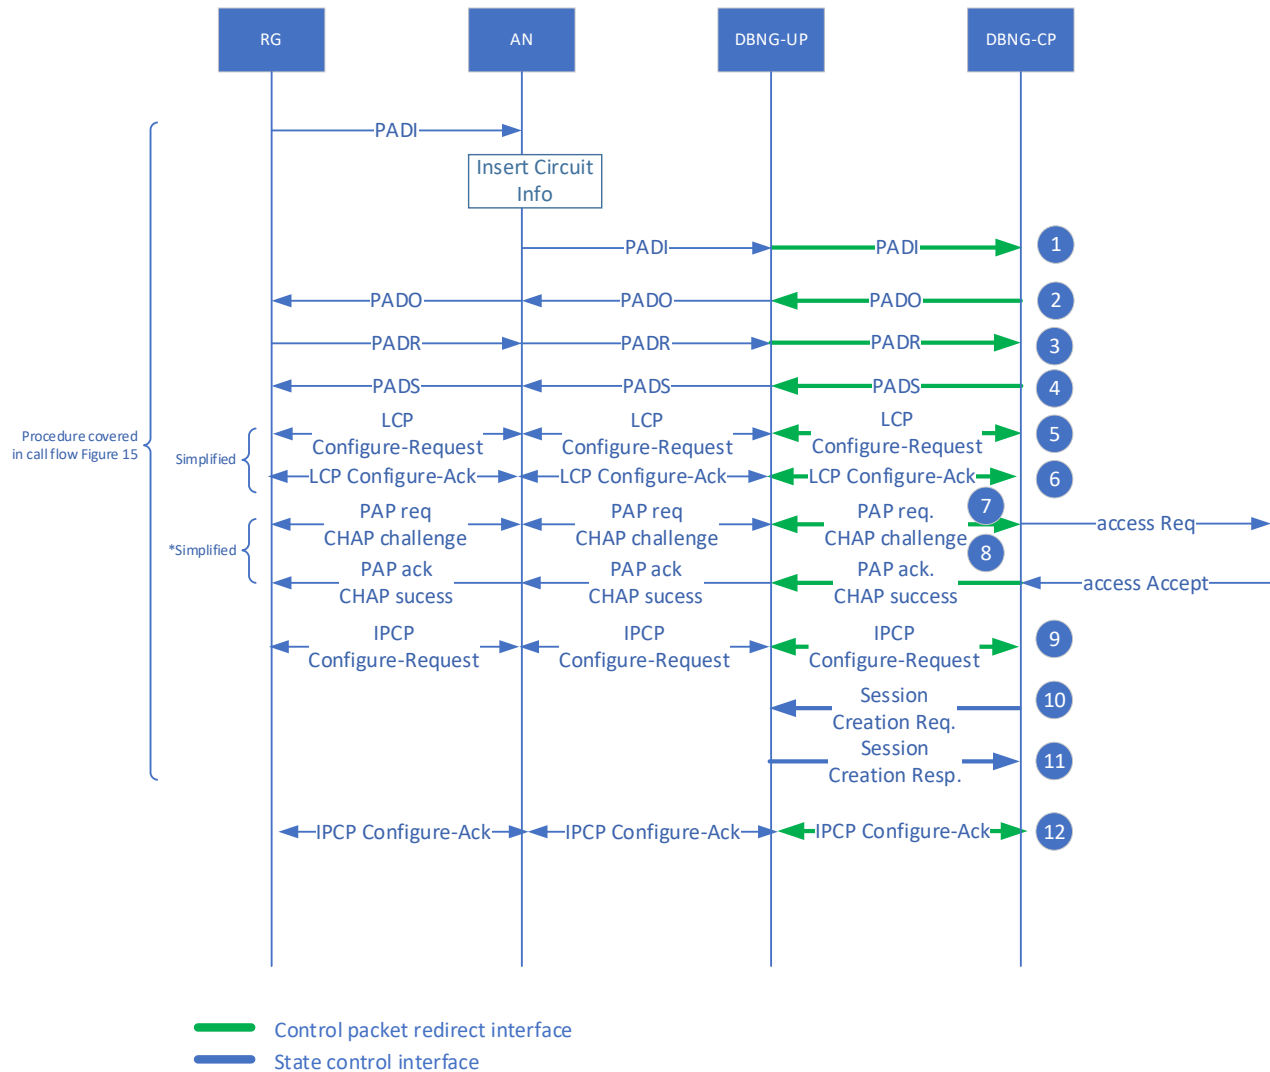 RG
AN
DBNG-UP
DBNG-CP
PADI
Insert Circuit
Info
PADI
PADI
1
PADO
PADO
PADO
2
PADR
PADR
PADR
3
PADS
PADS
PADS
4
LCP
Configure-Request
LCP
Configure-Request
LCP
Configure-Request
5
Procedure covered
in call flow Figure 15
Simplified
LCP Configure-Ack
LCP Configure-Ack
LCP Configure-Ack
6
PAP req
CHAP challenge
PAP req
CHAP challenge
PAP req.
CHAP challenge
7
access Req
*Simplified
8
PAP ack
CHAP sucess
PAP ack
CHAP sucess
PAP ack.
CHAP success
access Accept
IPCP
Configure-Request
IPCP
Configure-Request
IPCP
Configure-Request
9
Session
Creation Req.
10
Session
Creation Resp.
11
IPCP Configure-Ack
IPCP Configure-Ack
IPCP Configure-Ack
12
Control packet redirect interface
State control interface